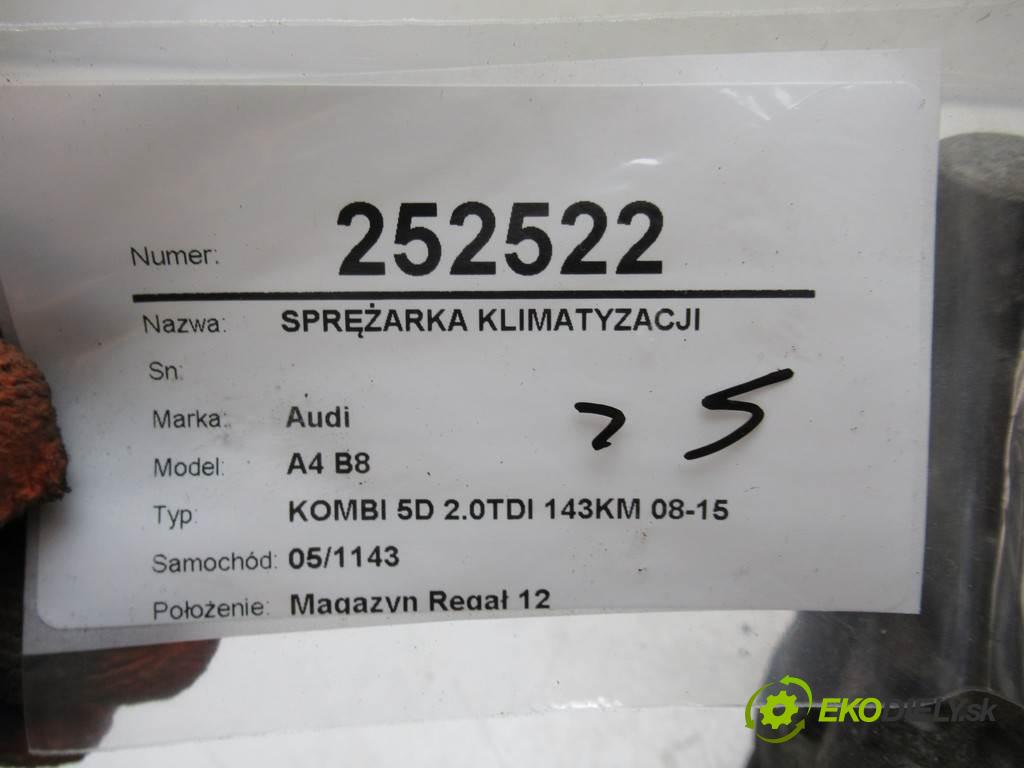 Numer: 252522
Nazwa: SPRĘŻARKA KLIMATYZACJI
Sn:
Marka: Audi
Model: A4 B8
Typ: KOMBI 5D 2.0TDI 143KM 08-15
Samochód: 05/1143
Położenie: Magazyn Regał 12
25
EKODIELY.sk